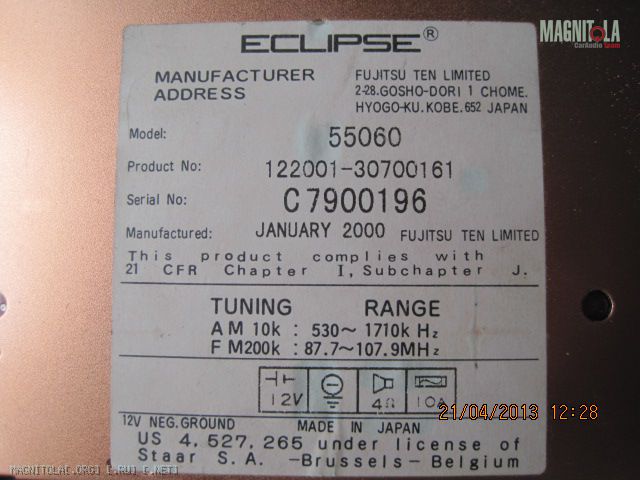 MAGNITOLA
CarAudio Team
ECLIPSE®
MANUFACTURER FUJITSU TEN LIMITED
ADDRESS 2-28.GOSHO-DORI 1 CHOME.
HYOGO-KU.KOBE.652 JAPAN
Model: 55060
Product No: 122001-30700161
Serial No: C7900196
Manufactured: JANUARY 2000 FUJITSU TEN LIMITED
This product complies with
21 CFR Chapter I, Subchapter J.
TUNING RANGE
AM 10k : 530~ 1710k Hz
FM200k : 87.7~107.9MHz
12V 4Ω 10A
21/04/2013 12:28
12V NEG.GROUND MADE IN JAPAN
US 4,527,265 under license of
Staar S.A. -Brussels- Belgium
MAGNITOLA[.ORG] [.RU] [.NET]